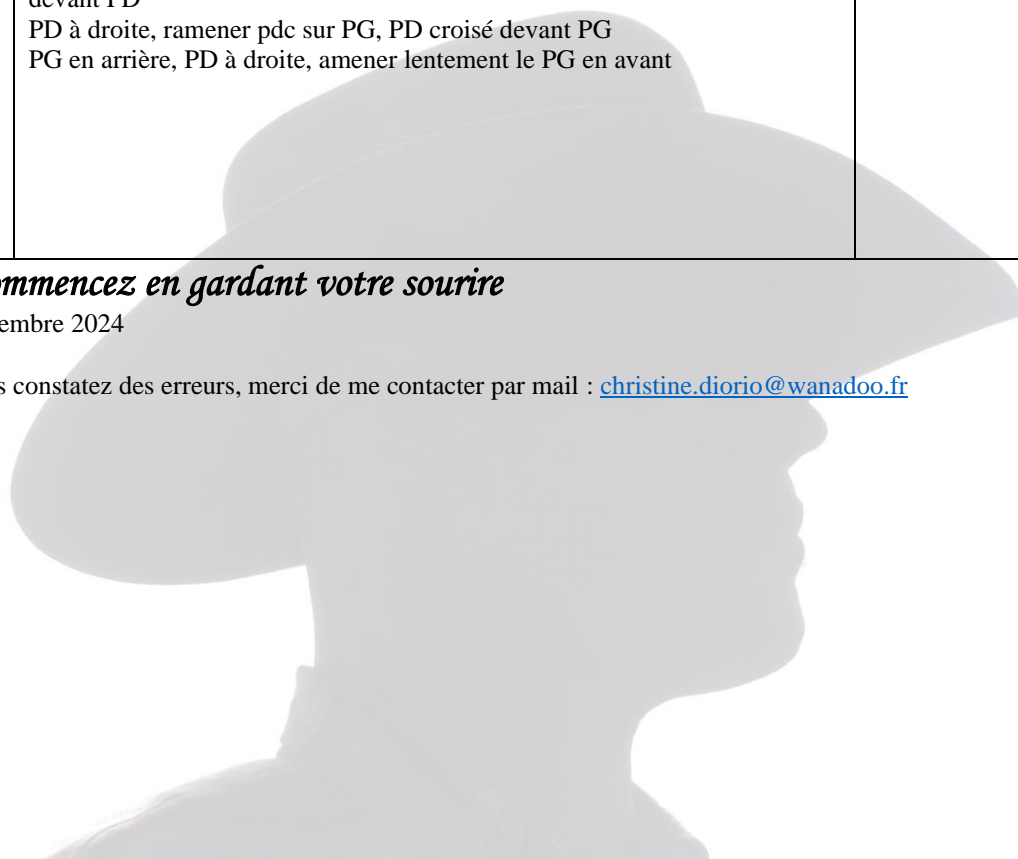 devant PD
PD à droite, ramener pdc sur PG, PD croisé devant PG
PG en arrière, PD à droite, amener lentement le PG en avant
ommencez en gardant votre sourire
embre 2024
s constatez des erreurs, merci de me contacter par mail : christine.diorio@wanadoo.fr